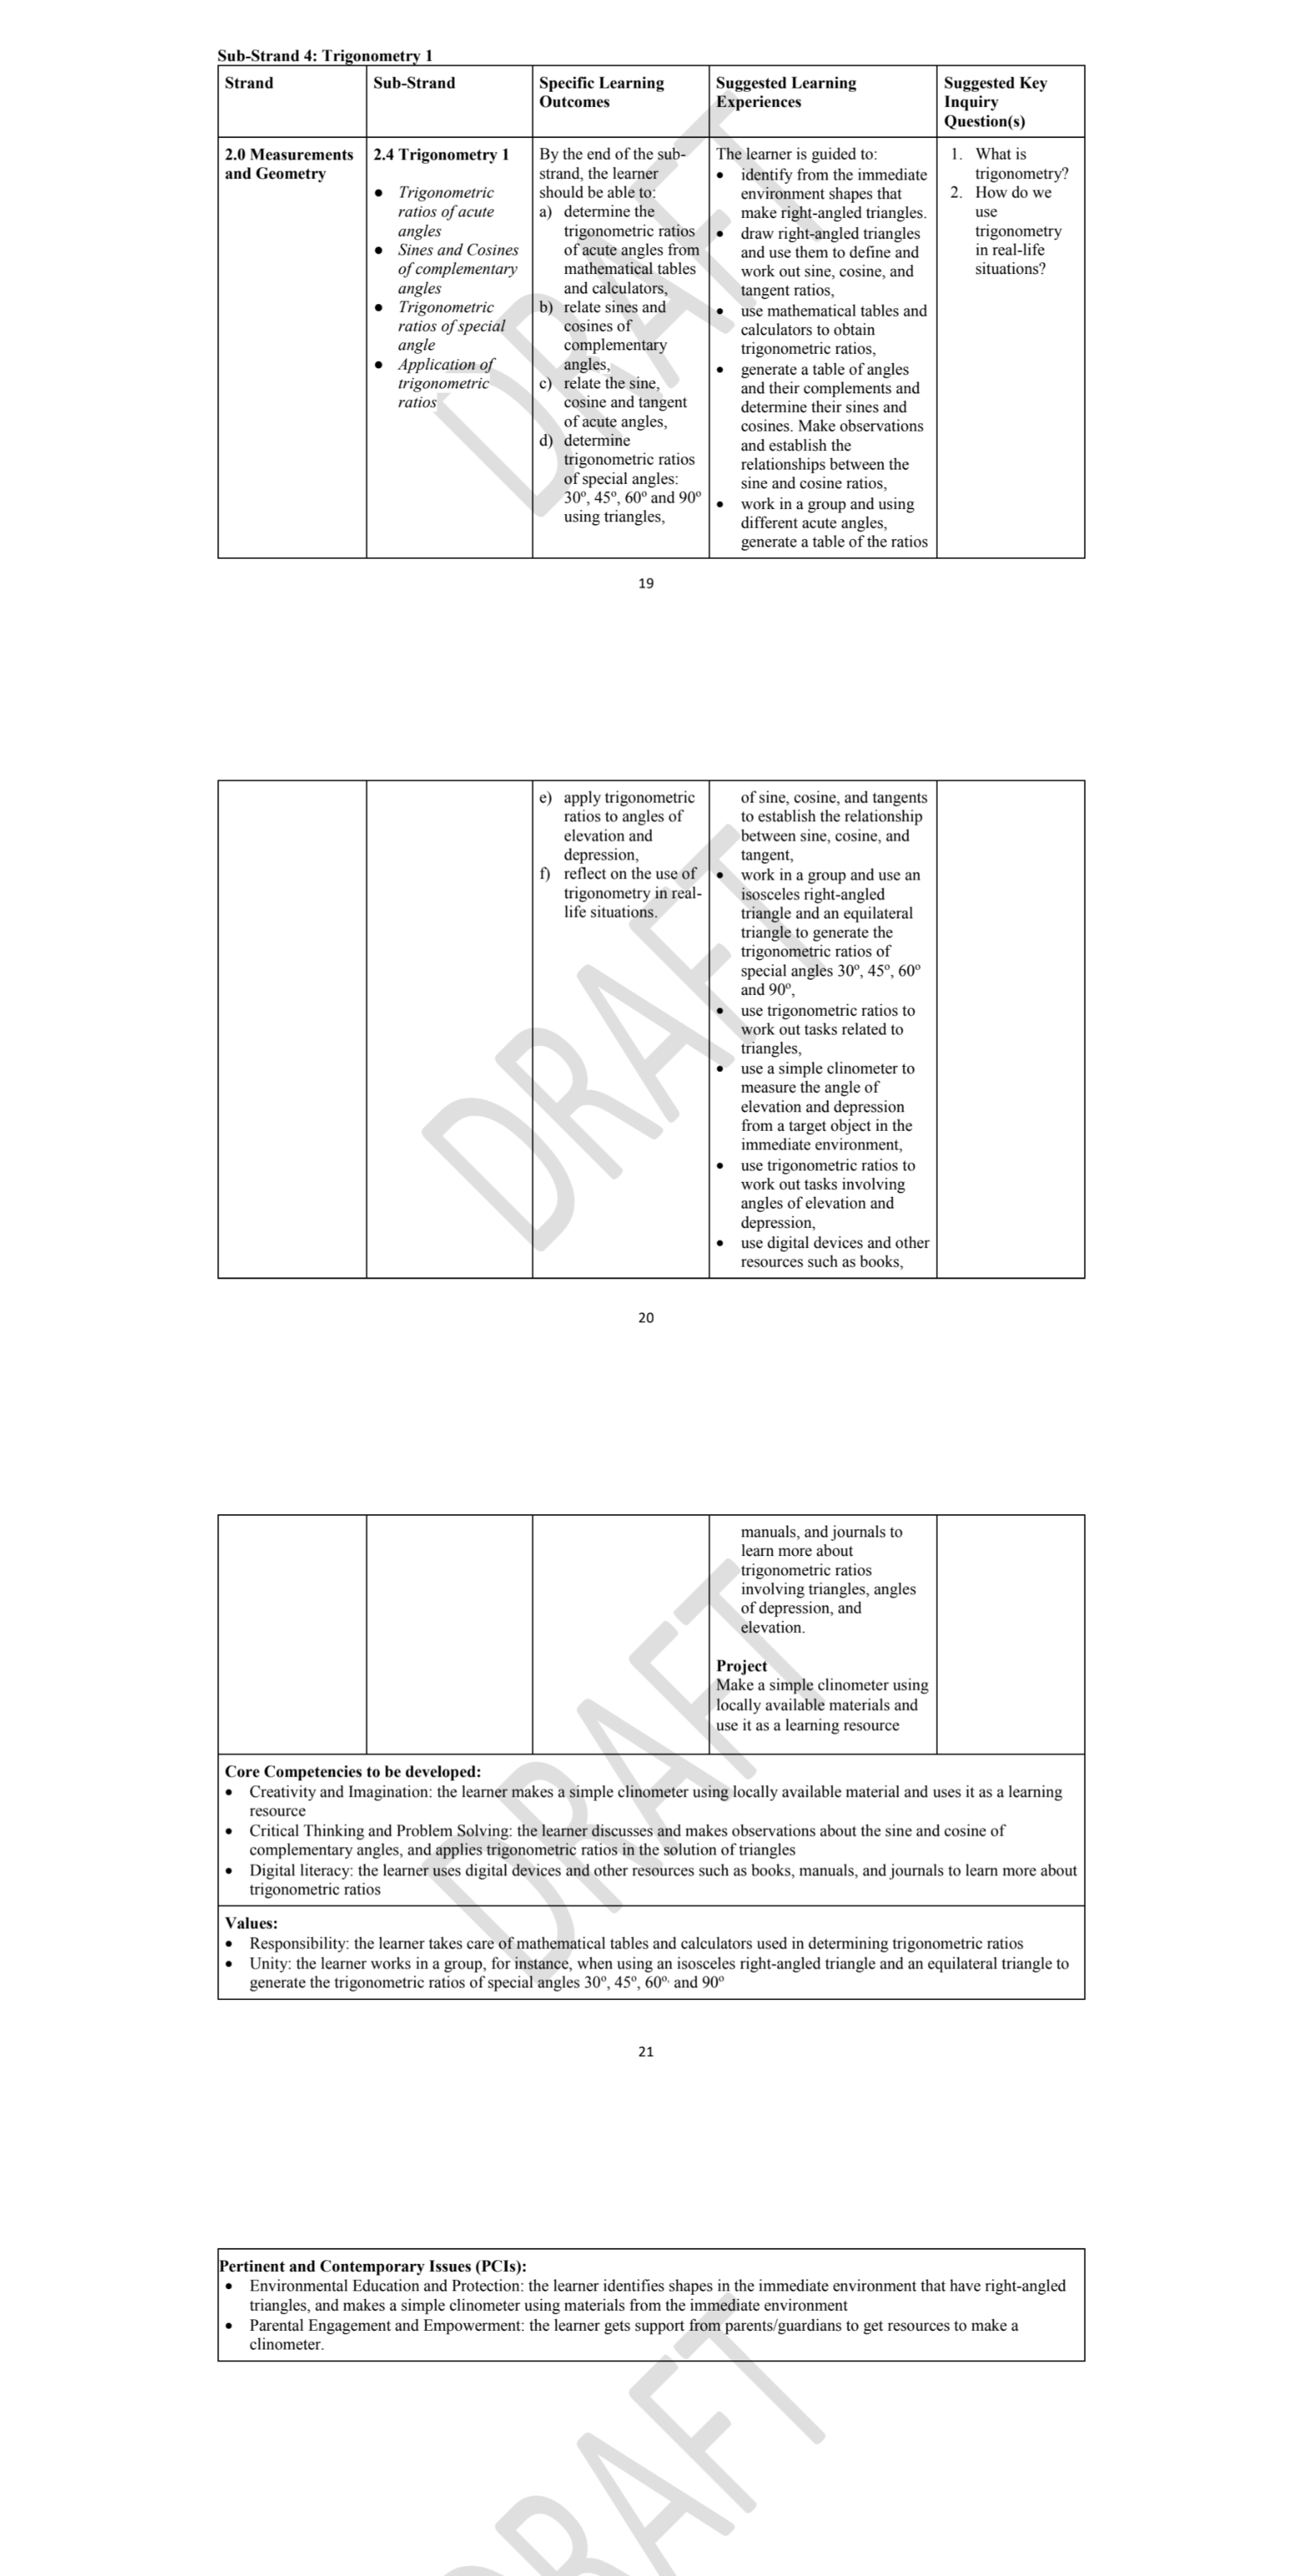 Sub-Strand 4: Trigonometry 1
Strand
Sub-Strand
Specific Learning
Outcomes
Suggested Learning
Experiences
Suggested Key
Inquiry
Question(s)
2.0 Measurements
and Geometry
2.4 Trigonometry 1
● Trigonometric
ratios of acute
angles
● Sines and Cosines
of complementary
angles
● Trigonometric
ratios of special
angle
● Application of
trigonometric
ratios
By the end of the sub-
strand, the learner
should be able to:
a) determine the
trigonometric ratios
of acute angles from
mathematical tables
and calculators,
b) relate sines and
cosines of
complementary
angles,
c) relate the sine,
cosine and tangent
of acute angles,
d) determine
trigonometric ratios
of special angles:
30º, 45º, 60º and 90º
using triangles,
The learner is guided to:
● identify from the immediate
environment shapes that
make right-angled triangles.
● draw right-angled triangles
and use them to define and
work out sine, cosine, and
tangent ratios,
● use mathematical tables and
calculators to obtain
trigonometric ratios,
● generate a table of angles
and their complements and
determine their sines and
cosines. Make observations
and establish the
relationships between the
sine and cosine ratios,
● work in a group and using
different acute angles,
generate a table of the ratios
1. What is
trigonometry?
2. How do we
use
trigonometry
in real-life
situations?
DRAFT
19
e) apply trigonometric
ratios to angles of
elevation and
depression,
f) reflect on the use of
trigonometry in real-
life situations.
of sine, cosine, and tangents
to establish the relationship
between sine, cosine, and
tangent,
● work in a group and use an
isosceles right-angled
triangle and an equilateral
triangle to generate the
trigonometric ratios of
special angles 30º, 45º, 60º
and 90º,
● use trigonometric ratios to
work out tasks related to
triangles,
● use a simple clinometer to
measure the angle of
elevation and depression
from a target object in the
immediate environment,
● use trigonometric ratios to
work out tasks involving
angles of elevation and
depression,
● use digital devices and other
resources such as books,
DRAFT
20
manuals, and journals to
learn more about
trigonometric ratios
involving triangles, angles
of depression, and
elevation.
Project
Make a simple clinometer using
locally available materials and
use it as a learning resource
Core Competencies to be developed:
● Creativity and Imagination: the learner makes a simple clinometer using locally available material and uses it as a learning
resource
● Critical Thinking and Problem Solving: the learner discusses and makes observations about the sine and cosine of
complementary angles, and applies trigonometric ratios in the solution of triangles
● Digital literacy: the learner uses digital devices and other resources such as books, manuals, and journals to learn more about
trigonometric ratios
Values:
● Responsibility: the learner takes care of mathematical tables and calculators used in determining trigonometric ratios
● Unity: the learner works in a group, for instance, when using an isosceles right-angled triangle and an equilateral triangle to
generate the trigonometric ratios of special angles 30º, 45º, 60º, and 90º
DRAFT
21
Pertinent and Contemporary Issues (PCIs):
● Environmental Education and Protection: the learner identifies shapes in the immediate environment that have right-angled
triangles, and makes a simple clinometer using materials from the immediate environment
● Parental Engagement and Empowerment: the learner gets support from parents/guardians to get resources to make a
clinometer.
DRAFT